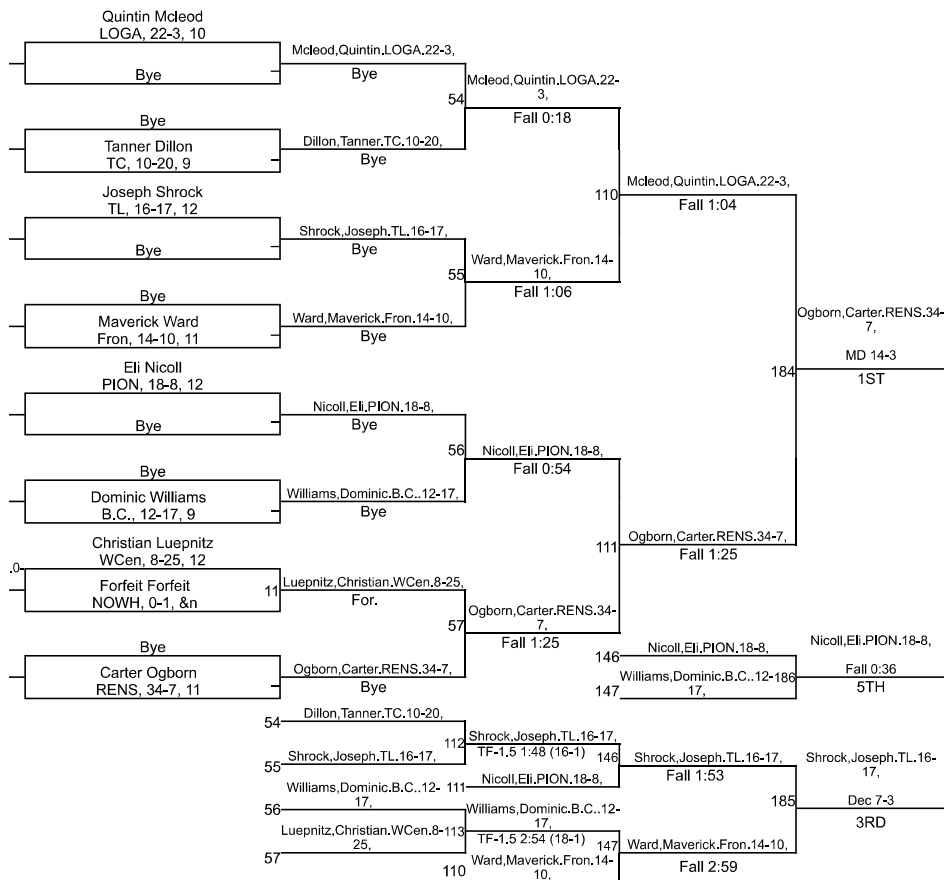 Quintin Mcleod
LOGA, 22-3, 10
Bye
Bye
Tanner Dillon
TC, 10-20, 9
Joseph Shrock
TL, 16-17, 12
Bye
Bye
Maverick Ward
Fron, 14-10, 11
Eli Nicoll
PION, 18-8, 12
Bye
Bye
Dominic Williams
B.C., 12-17, 9
Christian Luepnitz
WCen, 8-25, 12
.0-
Forfeit Forfeit
NOWH, 0-1, &n
11
Bye
Carter Ogborn
RENS, 34-7, 11
Mcleod,Quintin.LOGA.22-3,
Bye
54
Dillon,Tanner.TC.10-20,
Bye
Shrock,Joseph.TL.16-17,
Bye
55
Ward,Maverick.Fron.14-10,
Bye
Nicoll,Eli.PION.18-8,
Bye
56
Williams,Dominic.B.C..12-17,
Bye
Luepnitz,Christian.WCen.8-25,
For.
57
Ogborn,Carter.RENS.34-7,
Bye
Mcleod,Quintin.LOGA.22-
3,
Fall 0:18
110
Ward,Maverick.Fron.14-
10,
Fall 1:06
Nicoll,Eli.PION.18-8,
Fall 0:54
111
Ogborn,Carter.RENS.34-
7,
Fall 1:25
Mcleod,Quintin.LOGA.22-3,
Fall 1:04
184
Ogborn,Carter.RENS.34-7,
Fall 1:25
Ogborn,Carter.RENS.34-
7,
MD 14-3
1ST
146
Nicoll,Eli.PION.18-8,
147
Williams,Dominic.B.C..12-
17,
186
Nicoll,Eli.PION.18-8,
Fall 0:36
5TH
54
Dillon,Tanner.TC.10-20,
55
Shrock,Joseph.TL.16-17,
112
56
Williams,Dominic.B.C..12-
17,
57
Luepnitz,Christian.WCen.8-
25,
113
Shrock,Joseph.TL.16-17,
TF-1.5 1:48 (16-1)
146
111
Nicoll,Eli.PION.18-8,
Williams,Dominic.B.C..12-
17,
TF-1.5 2:54 (18-1)
147
110
Ward,Maverick.Fron.14-
10,
Shrock,Joseph.TL.16-17,
Fall 1:53
185
Ward,Maverick.Fron.14-10,
Fall 2:59
Shrock,Joseph.TL.16-
17,
Dec 7-3
3RD